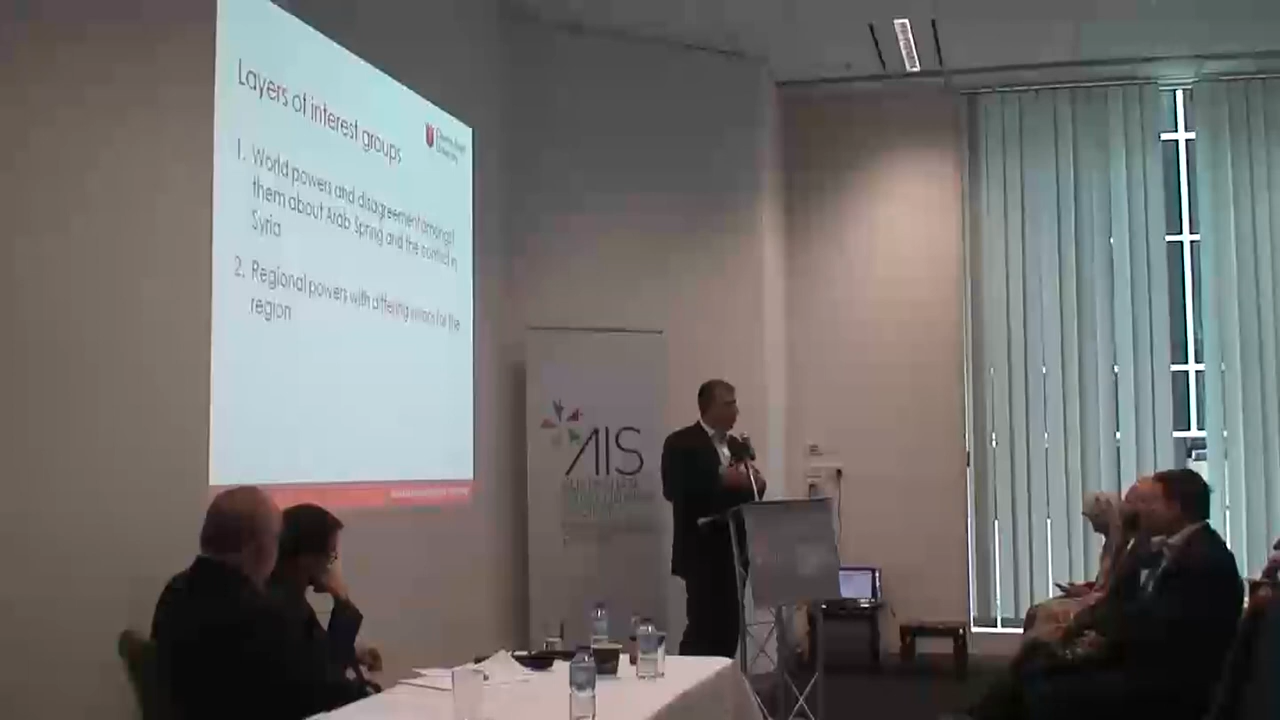 Layers of interest groups
1. World powers and disagreement amongst
them about Arab Spring and the conflict in
Syria
2. Regional powers with differing visions for the
region
University
AIS